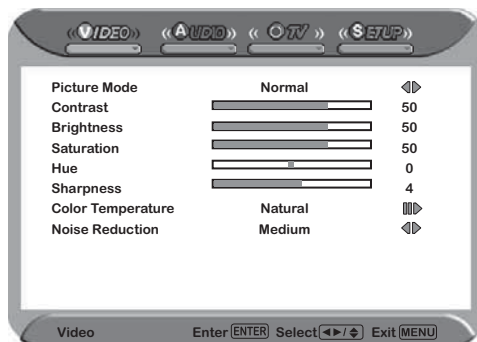 VIDEO AUDIO TV SETUP
Picture Mode Normal
Contrast 50
Brightness 50
Saturation 50
Hue 0
Sharpness 4
Color Temperature Natural
Noise Reduction Medium
Video Enter ENTER Select ◄►/♦ Exit MENU